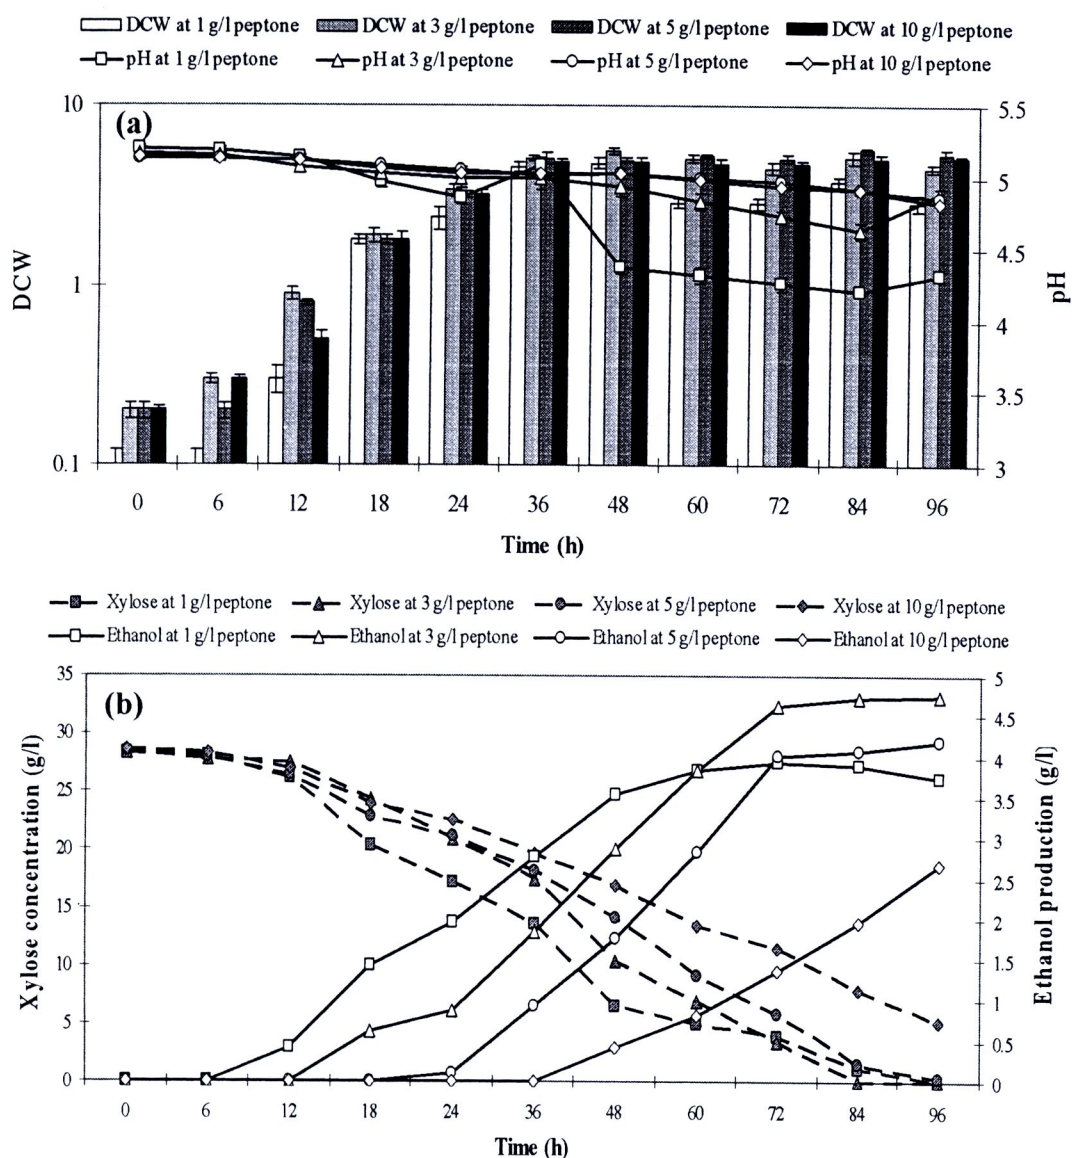 DCW at 1 g/l peptone DCW at 3 g/l peptone DCW at 5 g/l peptone DCW at 10 g/l peptone
pH at 1 g/l peptone pH at 3 g/l peptone pH at 5 g/l peptone pH at 10 g/l peptone
(a)
DCW
10
1
0.1
pH
5.5
5
4.5
4
3.5
3
0 6 12 18 24 36 48 60 72 84 96
Time (h)
Xylose at 1 g/l peptone Xylose at 3 g/l peptone Xylose at 5 g/l peptone Xylose at 10 g/l peptone
Ethanol at 1 g/l peptone Ethanol at 3 g/l peptone Ethanol at 5 g/l peptone Ethanol at 10 g/l peptone
(b)
Xylose concentration (g/l)
35
30
25
20
15
10
5
0
Ethanol production (g/l)
5
4.5
4
3.5
3
2.5
2
1.5
1
0.5
0
0 6 12 18 24 36 48 60 72 84 96
Time (h)